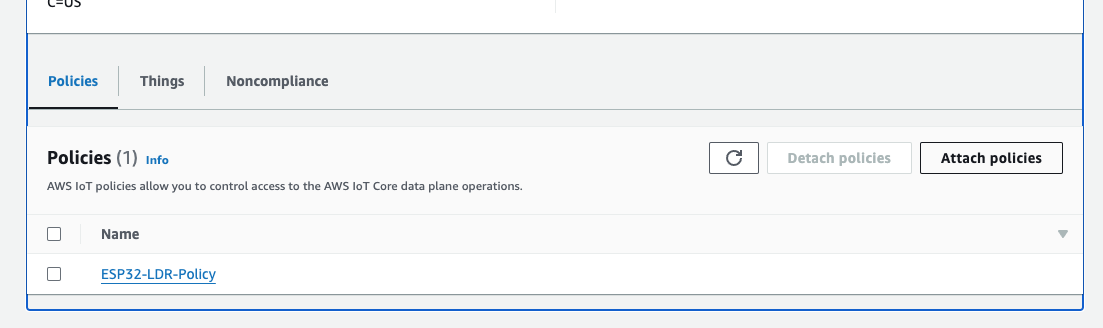 C=US
Policies
Things
Noncompliance
Policies (1) Info
Detach policies
Attach policies
AWS IoT policies allow you to control access to the AWS IoT Core data plane operations.
Name
ESP32-LDR-Policy